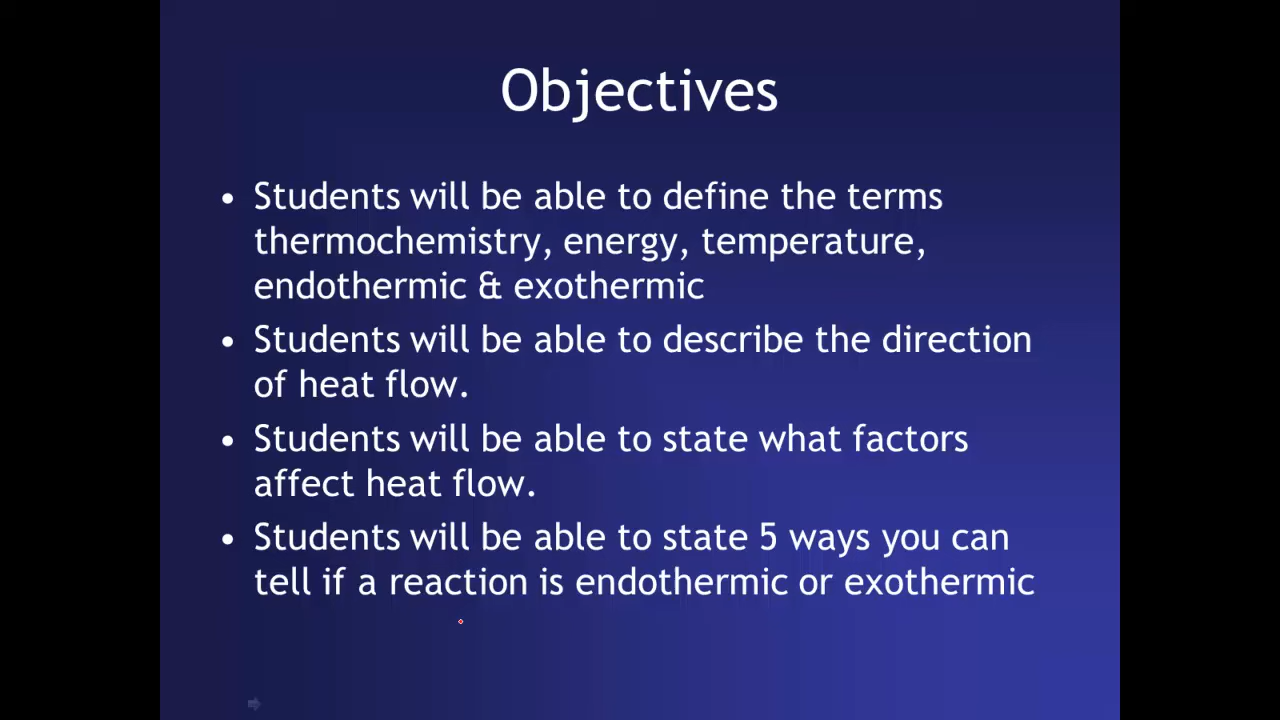 Objectives
• Students will be able to define the terms
thermochemistry, energy, temperature,
endothermic & exothermic
• Students will be able to describe the direction
of heat flow.
• Students will be able to state what factors
affect heat flow.
• Students will be able to state 5 ways you can
tell if a reaction is endothermic or exothermic